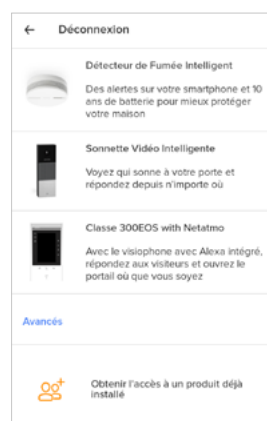 Déconnexion
Détecteur de Fumée Intelligent
Des alertes sur votre smartphone et 10
ans de batterie pour mieux protéger
votre maison
Sonnette Vidéo Intelligente
Voyez qui sonne à votre porte et
répondez depuis n'importe où
Classe 300EOS with Netatmo
Avec le visiophone avec Alexa intégré,
répondez aux visiteurs et ouvrez le
portail où que vous soyez
Avancés
Obtenir l'accès à un produit déjà
installé